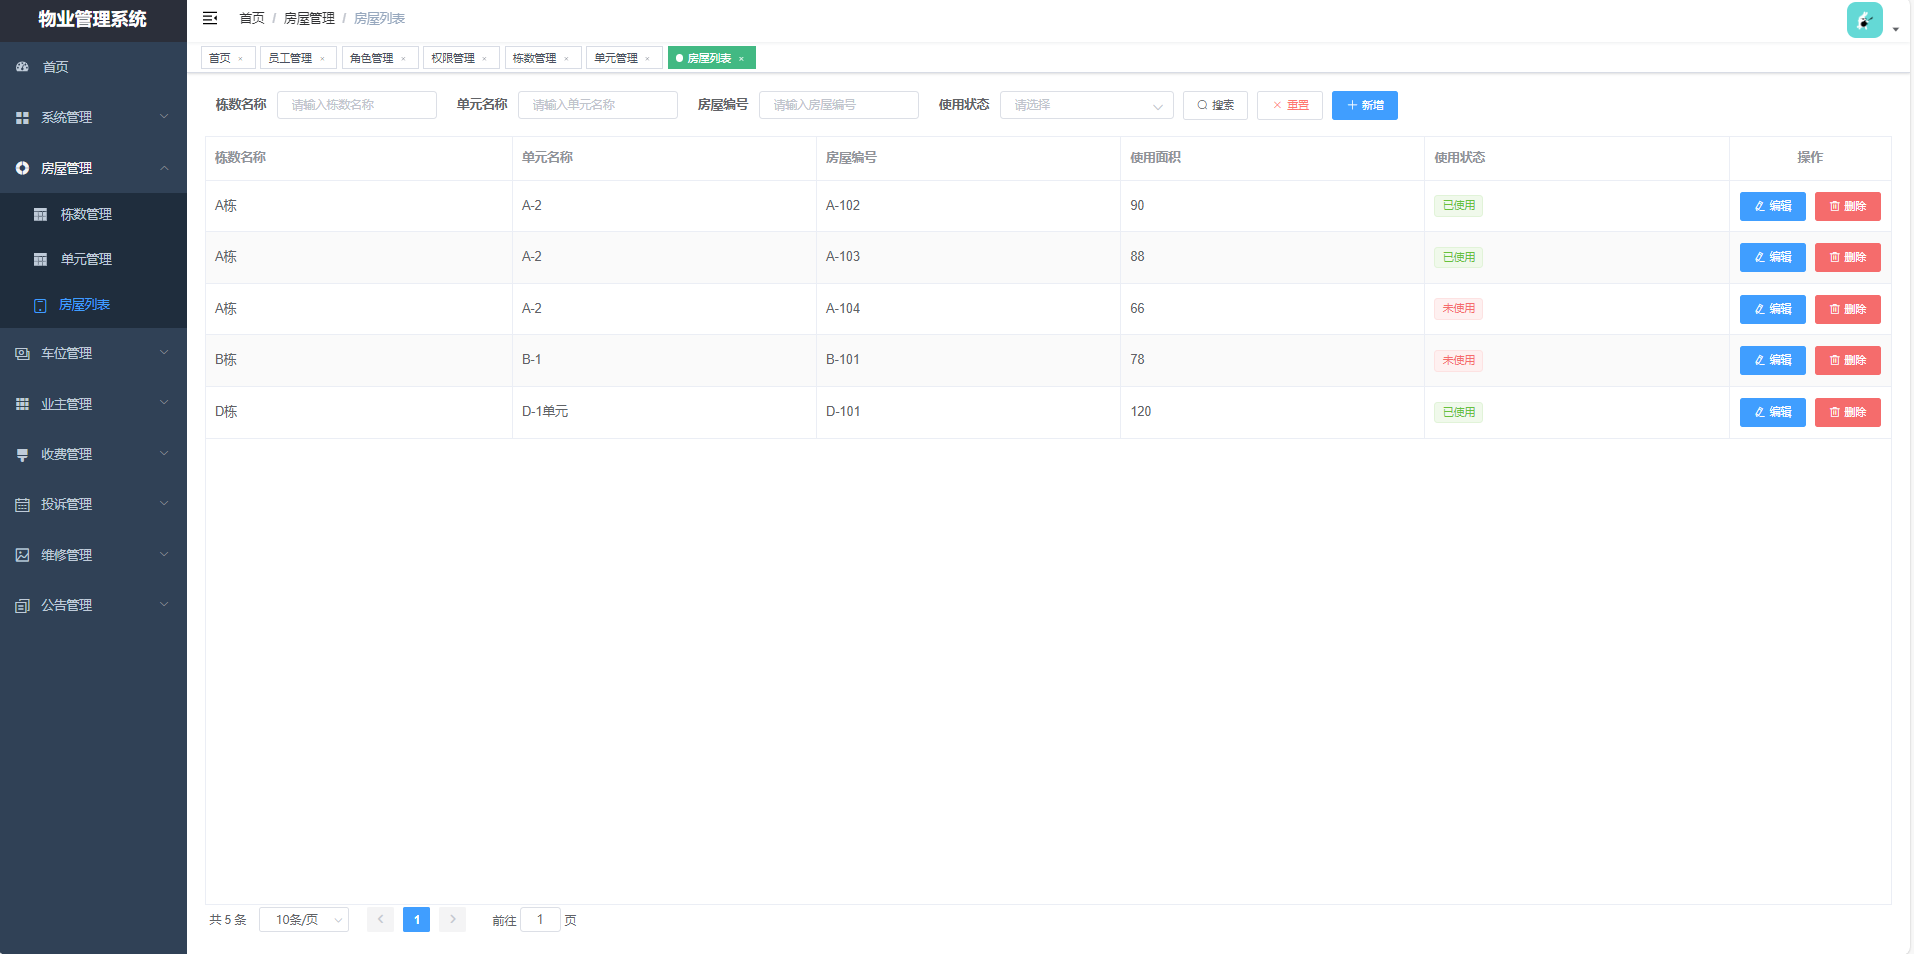 物业管理系统
首页
系统管理
房屋管理
栋数管理
单元管理
房屋列表
车位管理
业主管理
收费管理
投诉管理
维修管理
公告管理
首页 / 房屋管理 / 房屋列表
首页 × 员工管理 × 角色管理 × 权限管理 × 栋数管理 × 单元管理 × 房屋列表 ×
栋数名称 请输入栋数名称 单元名称 请输入单元名称 房屋编号 请输入房屋编号 使用状态 请选择 搜索 重置 新增
栋数名称 单元名称 房屋编号 使用面积 使用状态 操作
A栋 A-2 A-102 90 已使用 编辑 删除
A栋 A-2 A-103 88 已使用 编辑 删除
A栋 A-2 A-104 66 未使用 编辑 删除
B栋 B-1 B-101 78 未使用 编辑 删除
D栋 D-1单元 D-101 120 已使用 编辑 删除
共 5 条 10条/页 1 前往 1 页